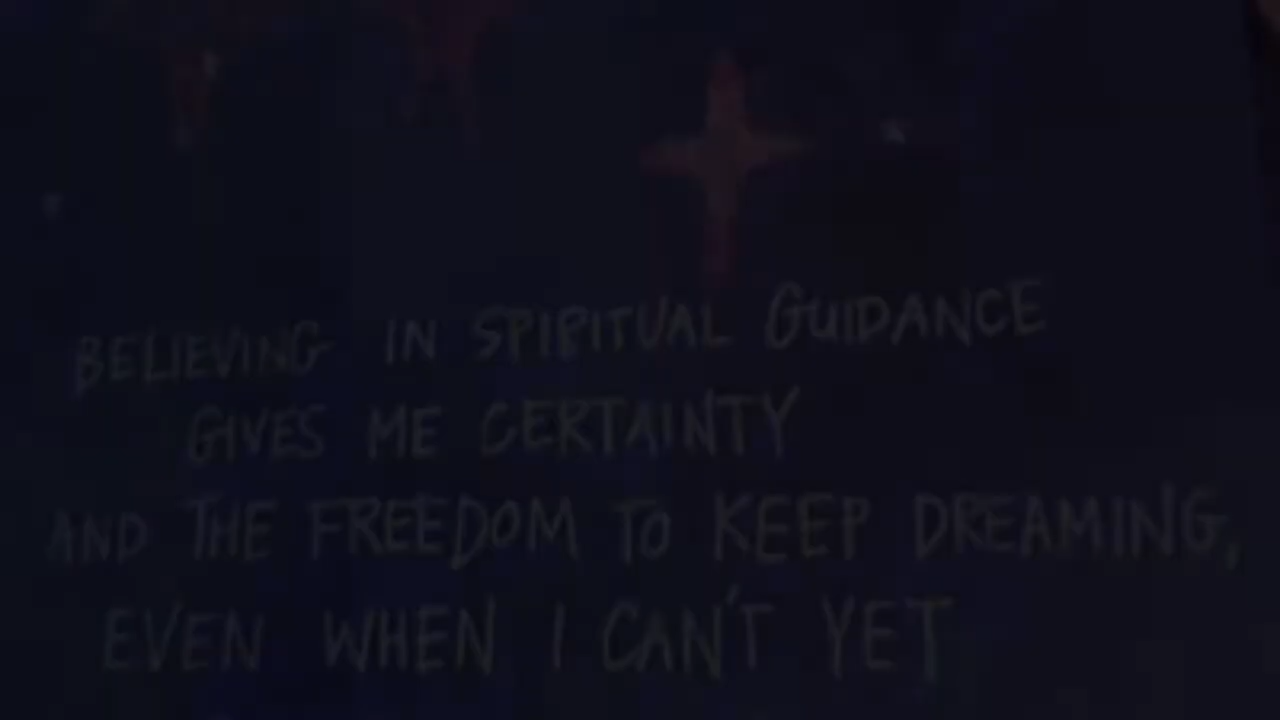 BELIEVING IN SPIRITUAL GUIDANCE
GIVES ME CERTAINTY
AND THE FREEDOM TO KEEP DREAMING,
EVEN WHEN I CAN'T YET